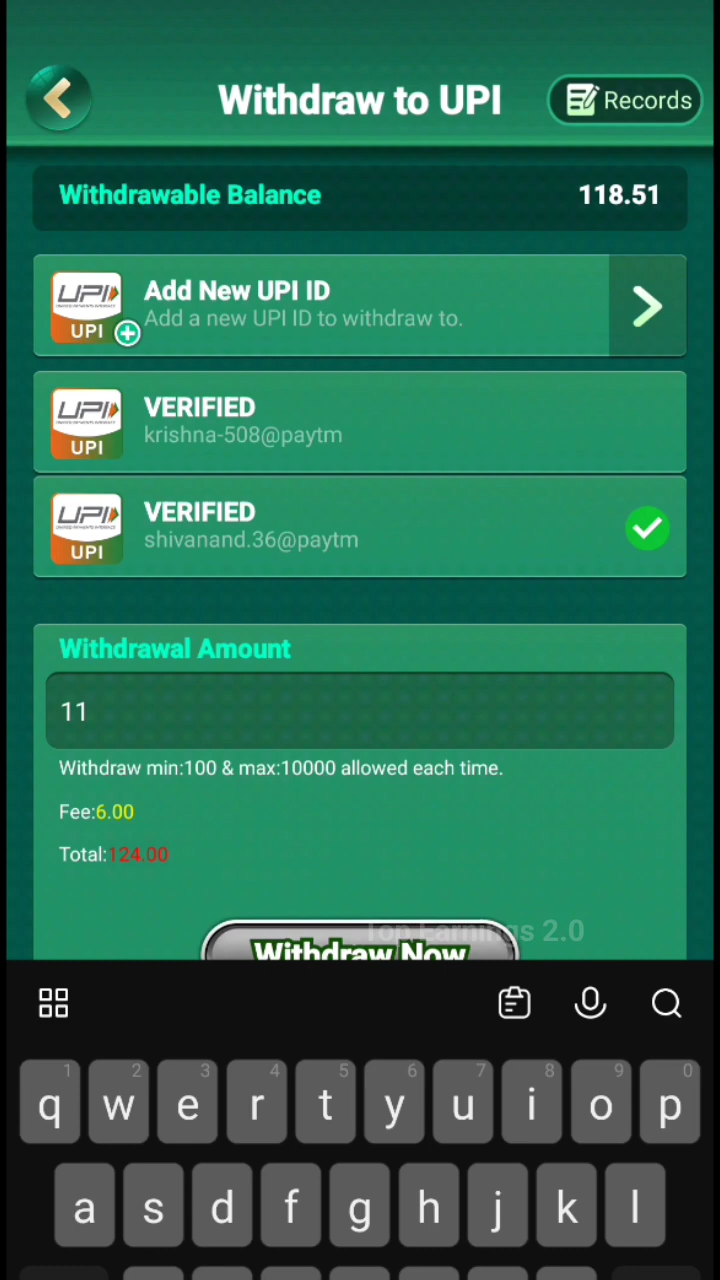 Withdraw to UPI
Records
Withdrawable Balance 118.51
UPI
UPI
Add New UPI ID
Add a new UPI ID to withdraw to.
UPI
UPI
VERIFIED
krishna-508@paytm
UPI
UPI
VERIFIED
shivanand.36@paytm
Withdrawal Amount
11
Withdraw min:100 & max:10000 allowed each time.
Fee:6.00
Total:124.00
Top Earnings 2.0
Withdraw Now
1 2 3 4 5 6 7 8 9 0
q w e r t y u i o p
a s d f g h j k l